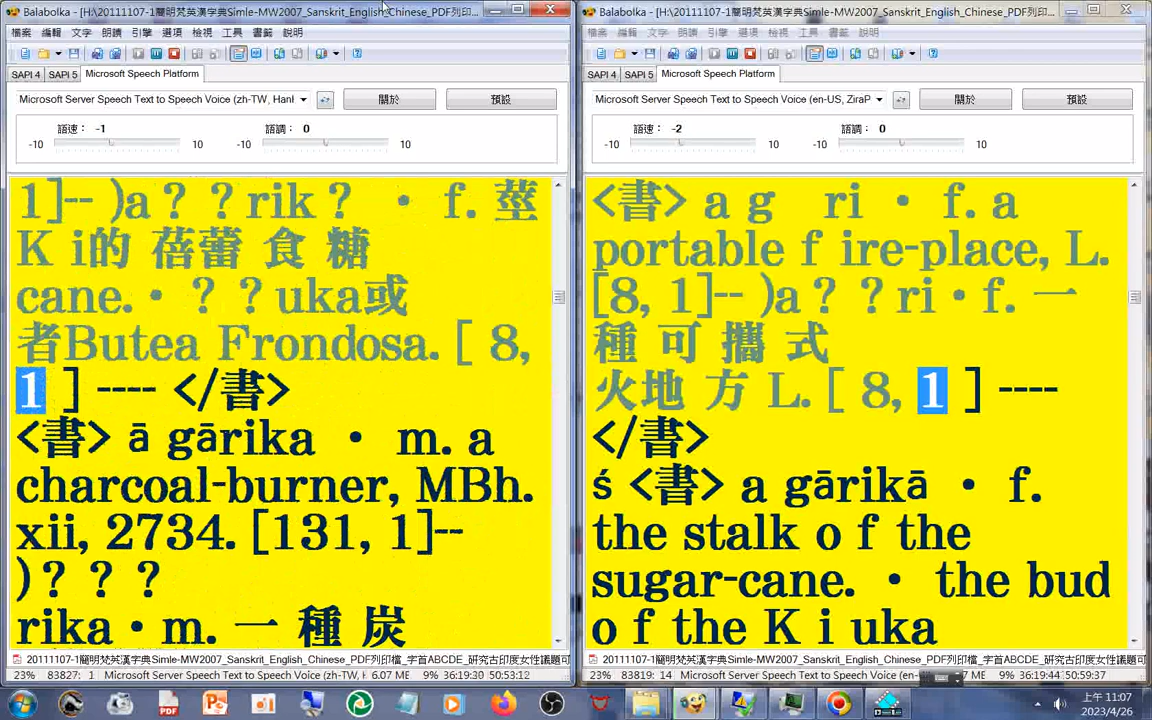 Balabolka - [H:\20111107-1簡明梵英漢字典Simle-MW2007_Sanskrit_English_Chinese_PDF列印...
檔案 編輯 文字 朗讀 引擎 選項 檢視 工具 書籤 說明
SAPI 4 SAPI 5 Microsoft Speech Platform
Microsoft Server Speech Text to Speech Voice (zh-TW, HanI 關於 預設
語速： -1 語調： 0
-10 10 -10 10
1]-- )a？？rik？ • f. 莖
K i的 蓓蕾 食 糖
cane.• ？？uka或
者Butea Frondosa. [ 8,
1 ] ---- </書>
<書> ā gārika • m. a
charcoal-burner, MBh.
xii, 2734. [131, 1]--
)？？？
rika•m. 一 種 炭
20111107-1簡明梵英漢字典Simle-MW2007_Sanskrit_English_Chinese_PDF列印檔_字首ABCDE_研究古印度女性議題可
23% 83827: 1 Microsoft Server Speech Text to Speech Voice (zh-TW, 6.07 ME 9% 36:19:30 50:53:12
Balabolka - [H:\20111107-1簡明梵英漢字典Simle-MW2007_Sanskrit_English_Chinese_PDF列印...
檔案 編輯 文字 朗讀 引擎 選項 檢視 工具 書籤 說明
SAPI 4 SAPI 5 Microsoft Speech Platform
Microsoft Server Speech Text to Speech Voice (en-US, ZiraP 關於 預設
語速： -2 語調： 0
-10 10 -10 10
<書> a g ri • f. a
portable f ire-place, L.
[8, 1]-- )a？？ri•f. 一
種 可 攜 式
火地 方 L. [ 8, 1 ] ----
</書>
ś <書> a gārikā • f.
the stalk o f the
sugar-cane. • the bud
o f the K i uka
20111107-1簡明梵英漢字典Simle-MW2007_Sanskrit_English_Chinese_PDF列印檔_字首ABCDE_研究古印度女性議題可
23% 83819: 14 Microsoft Server Speech Text to Speech Voice (en-US, 9% 36:19:44 50:59:37
上午 11:07
2023/4/26